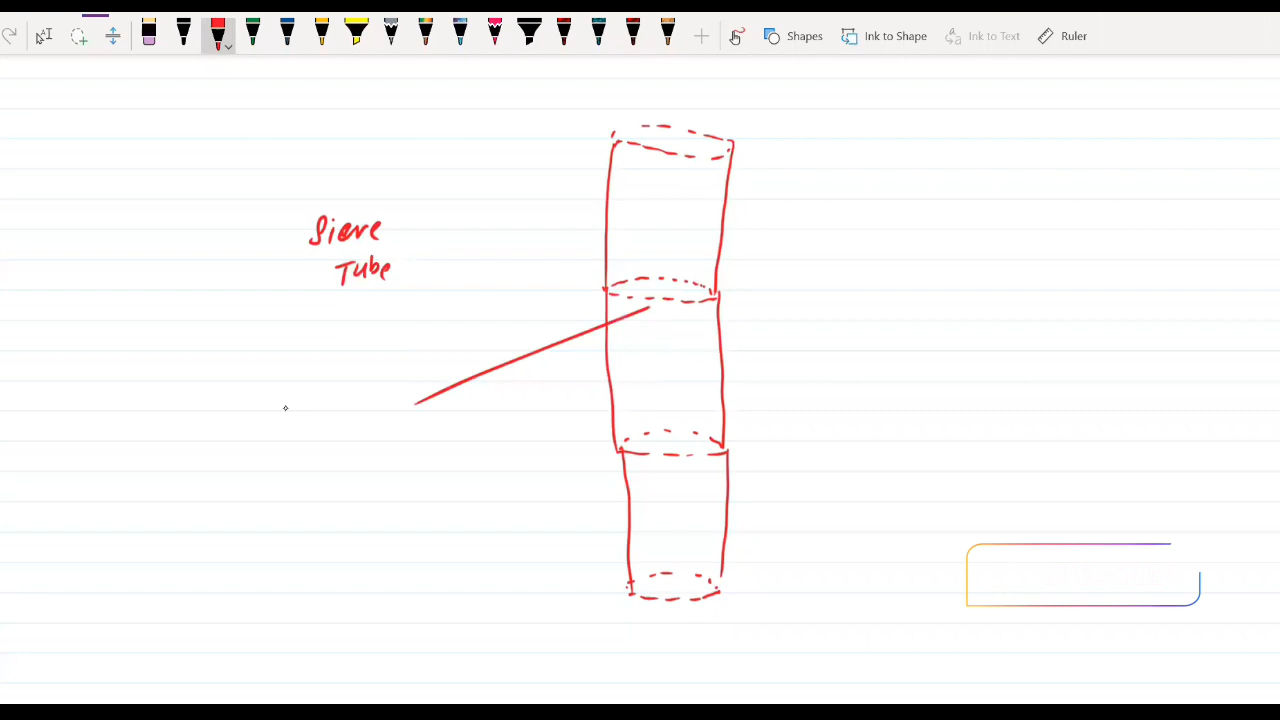 Shapes
Ink to Shape
Ink to Text
Ruler
Sieve
Tube